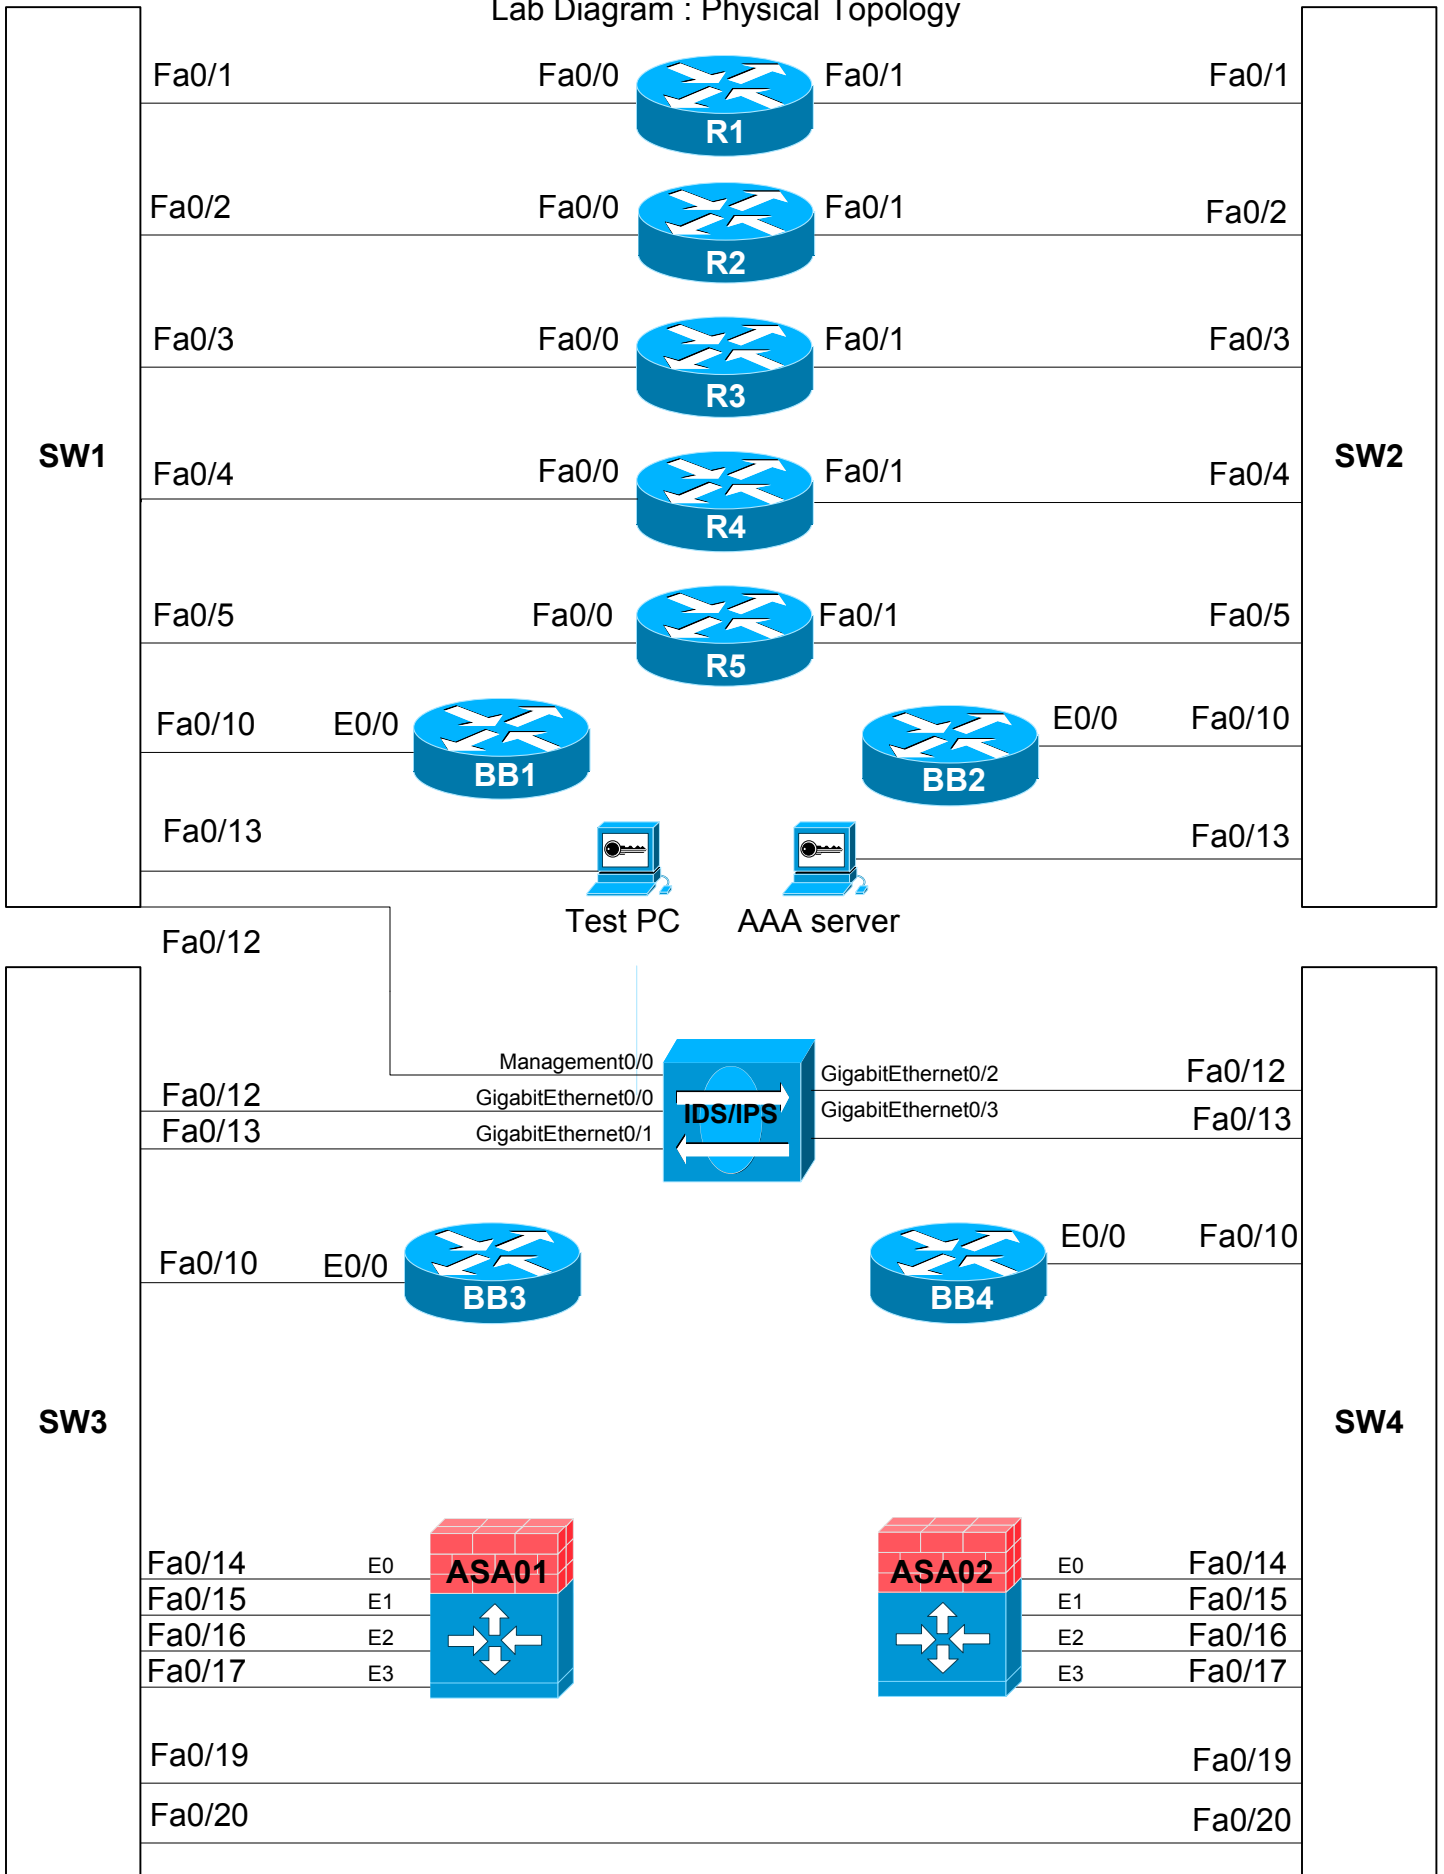 Lab Diagram : Physical Topology
Fa0/1 Fa0/0 Fa0/1 Fa0/1
R1
Fa0/2 Fa0/0 Fa0/1 Fa0/2
R2
Fa0/3 Fa0/0 Fa0/1 Fa0/3
R3
SW1 SW2
Fa0/4 Fa0/0 Fa0/1 Fa0/4
R4
Fa0/5 Fa0/0 Fa0/1 Fa0/5
R5
Fa0/10 E0/0 E0/0 Fa0/10
BB1 BB2
Fa0/13 Fa0/13
Test PC AAA server
Fa0/12
Management0/0 GigabitEthernet0/2 Fa0/12
Fa0/12 GigabitEthernet0/0 IDS/IPS GigabitEthernet0/3 Fa0/13
Fa0/13 GigabitEthernet0/1
E0/0 Fa0/10
Fa0/10 E0/0
BB3 BB4
SW3 SW4
Fa0/14 E0 ASA01 ASA02 E0 Fa0/14
Fa0/15 E1 E1 Fa0/15
Fa0/16 E2 E2 Fa0/16
Fa0/17 E3 E3 Fa0/17
Fa0/19 Fa0/19
Fa0/20 Fa0/20